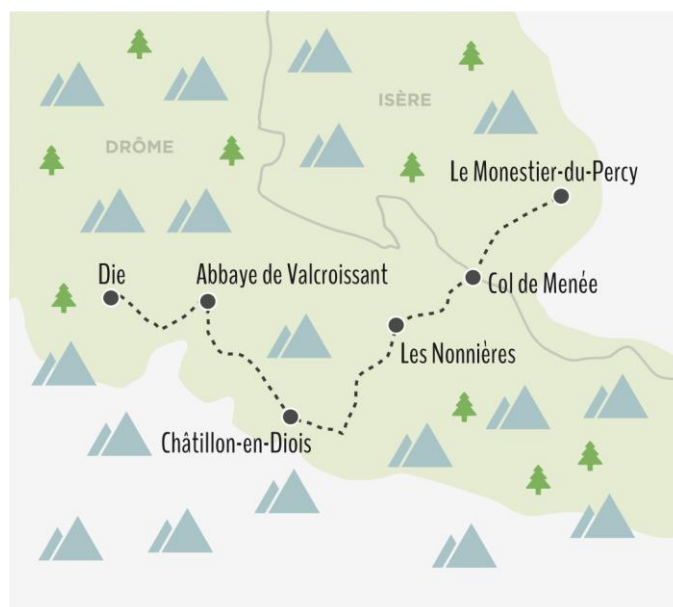 ISÈRE
DRÔME
Le Monestier-du-Percy
Die
Abbaye de Valcroissant
Col de Menée
Les Nonnières
Châtillon-en-Diois